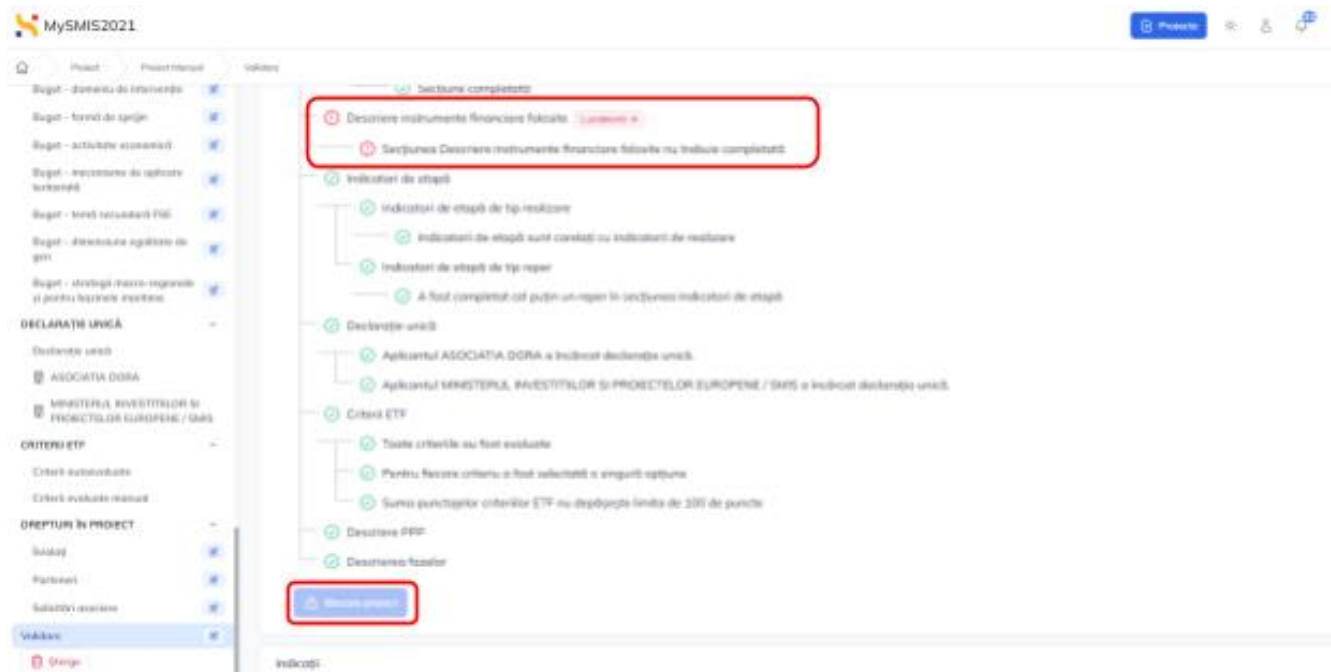 MySMIS2021
Proiecte
Proiect
Proiect Manual
Validare
Buget - domeniu de intervenție
Buget - formă de sprijin
Buget - activitate economică
Buget - mecanisme de aplicare
teritorială
Buget - temă secundară FSE
Buget - dimensiune egalitate de
gen
Buget - strategii macro-regionale
și pentru bazinele maritime
DECLARAȚIE UNICĂ
Declarație unică
ASOCIATIA DORA
MINISTERUL INVESTITIILOR SI
PROIECTELOR EUROPENE / SMIS
CRITERII ETF
Criterii autoevaluate
Criterii evaluate manual
DREPTURI ÎN PROIECT
Invitați
Parteneri
Solicitări asociere
Validare
Șterge
Secțiune completată
Descriere instrumente financiare folosite
Secțiunea Descriere instrumente financiare folosite nu trebuie completată
Indicatori de etapă
Indicatori de etapă de tip realizare
Indicatori de etapă sunt corelați cu indicatorii de realizare
Indicatori de etapă de tip reper
A fost completat cel puțin un reper în secțiunea indicatori de etapă
Declarație unică
Aplicantul ASOCIATIA DORA a încărcat declarația unică.
Aplicantul MINISTERUL INVESTITIILOR SI PROIECTELOR EUROPENE / SMIS a încărcat declarația unică.
Criterii ETF
Toate criteriile au fost evaluate
Pentru fiecare criteriu a fost selectată o singură opțiune
Suma punctajelor criteriilor ETF nu depășește limita de 100 de puncte
Descriere PPP
Descrierea fazelor
Blocare proiect
Indicații